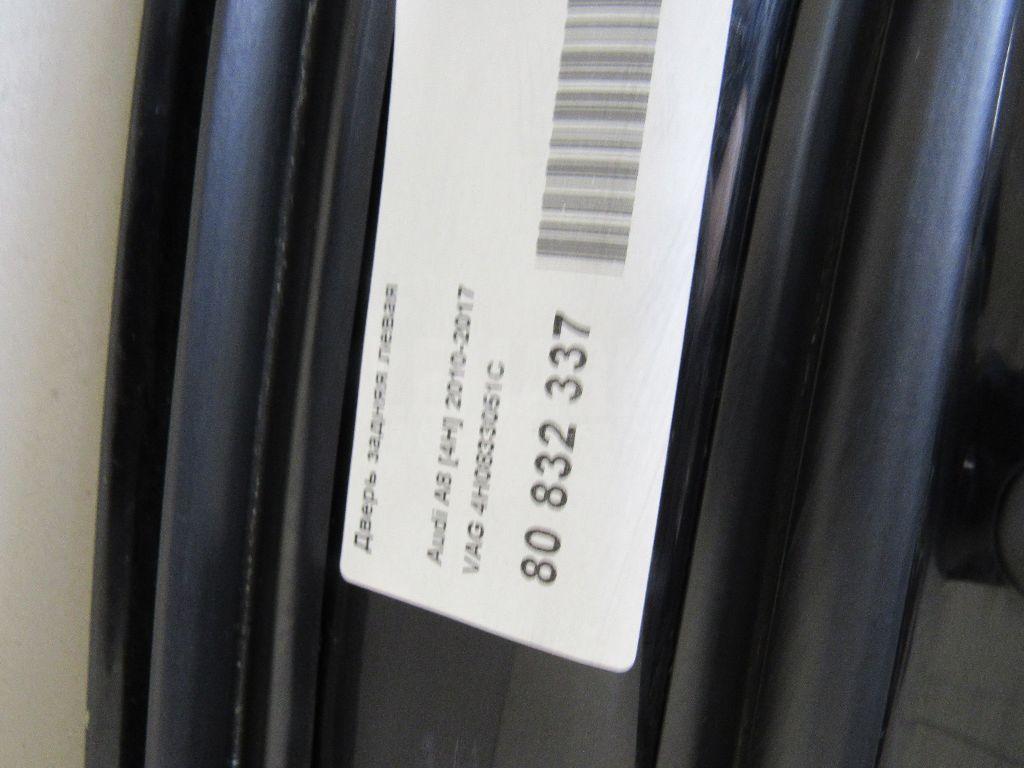 Дверь задняя левая
Audi A8 [4H] 2010-2017
VAG 4H0833051C
80 832 337